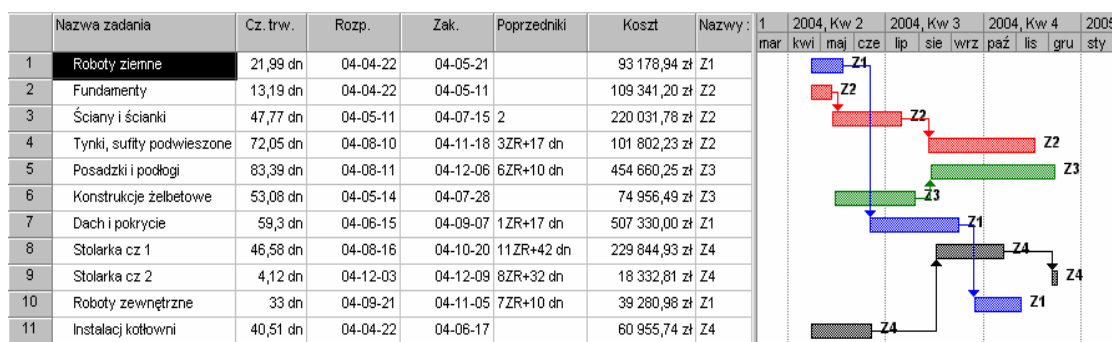 Nazwa zadania Cz. trw. Rozp. Zak. Poprzedniki Koszt Nazwy: 1 2004, Kw 2 2004, Kw 3 2004, Kw 4 2005
mar kwi maj cze lip sie wrz paź lis gru sty
1 Roboty ziemne 21,99 dn 04-04-22 04-05-21 93 178,94 zł Z1 Z1
2 Fundamenty 13,19 dn 04-04-22 04-05-11 109 341,20 zł Z2 Z2
3 Ściany i ścianki 47,77 dn 04-05-11 04-07-15 2 220 031,78 zł Z2 Z2
4 Tynki, sufity podwieszone 72,05 dn 04-08-10 04-11-18 3ZR+17 dn 101 802,23 zł Z2 Z2
5 Posadzki i podłogi 83,39 dn 04-08-11 04-12-06 6ZR+10 dn 454 660,25 zł Z3 Z3
6 Konstrukcje żelbetowe 53,08 dn 04-05-14 04-07-28 74 956,49 zł Z3 Z3
7 Dach i pokrycie 59,3 dn 04-06-15 04-09-07 1ZR+17 dn 507 330,00 zł Z1 Z1
8 Stolarka cz 1 46,58 dn 04-08-16 04-10-20 11ZR+42 dn 229 844,93 zł Z4 Z4
9 Stolarka cz 2 4,12 dn 04-12-03 04-12-09 8ZR+32 dn 18 332,81 zł Z4 Z4
10 Roboty zewnętrzne 33 dn 04-09-21 04-11-05 7ZR+10 dn 39 280,98 zł Z1 Z1
11 Instalacj kotłowni 40,51 dn 04-04-22 04-06-17 60 955,74 zł Z4 Z4